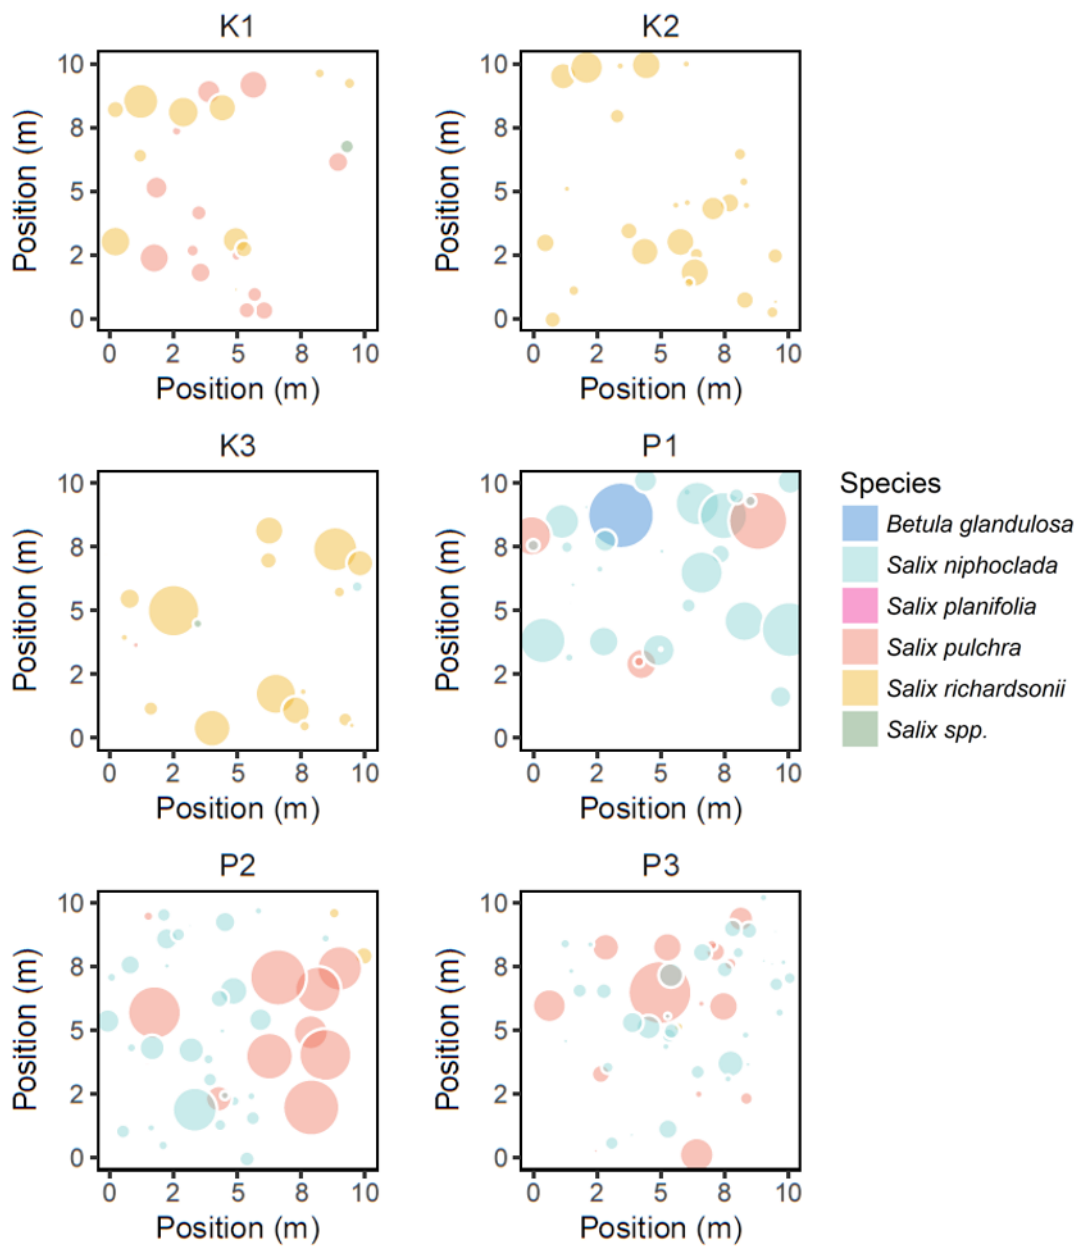 K1
K2
Position (m)
10
8
5
2
0
0 2 5 8 10
Position (m)
Position (m)
10
8
5
2
0
0 2 5 8 10
Position (m)
K3
P1
Position (m)
10
8
5
2
0
0 2 5 8 10
Position (m)
Position (m)
10
8
5
2
0
0 2 5 8 10
Position (m)
Species
Betula glandulosa
Salix niphoclada
Salix planifolia
Salix pulchra
Salix richardsonii
Salix spp.
P2
P3
Position (m)
10
8
5
2
0
0 2 5 8 10
Position (m)
Position (m)
10
8
5
2
0
0 2 5 8 10
Position (m)